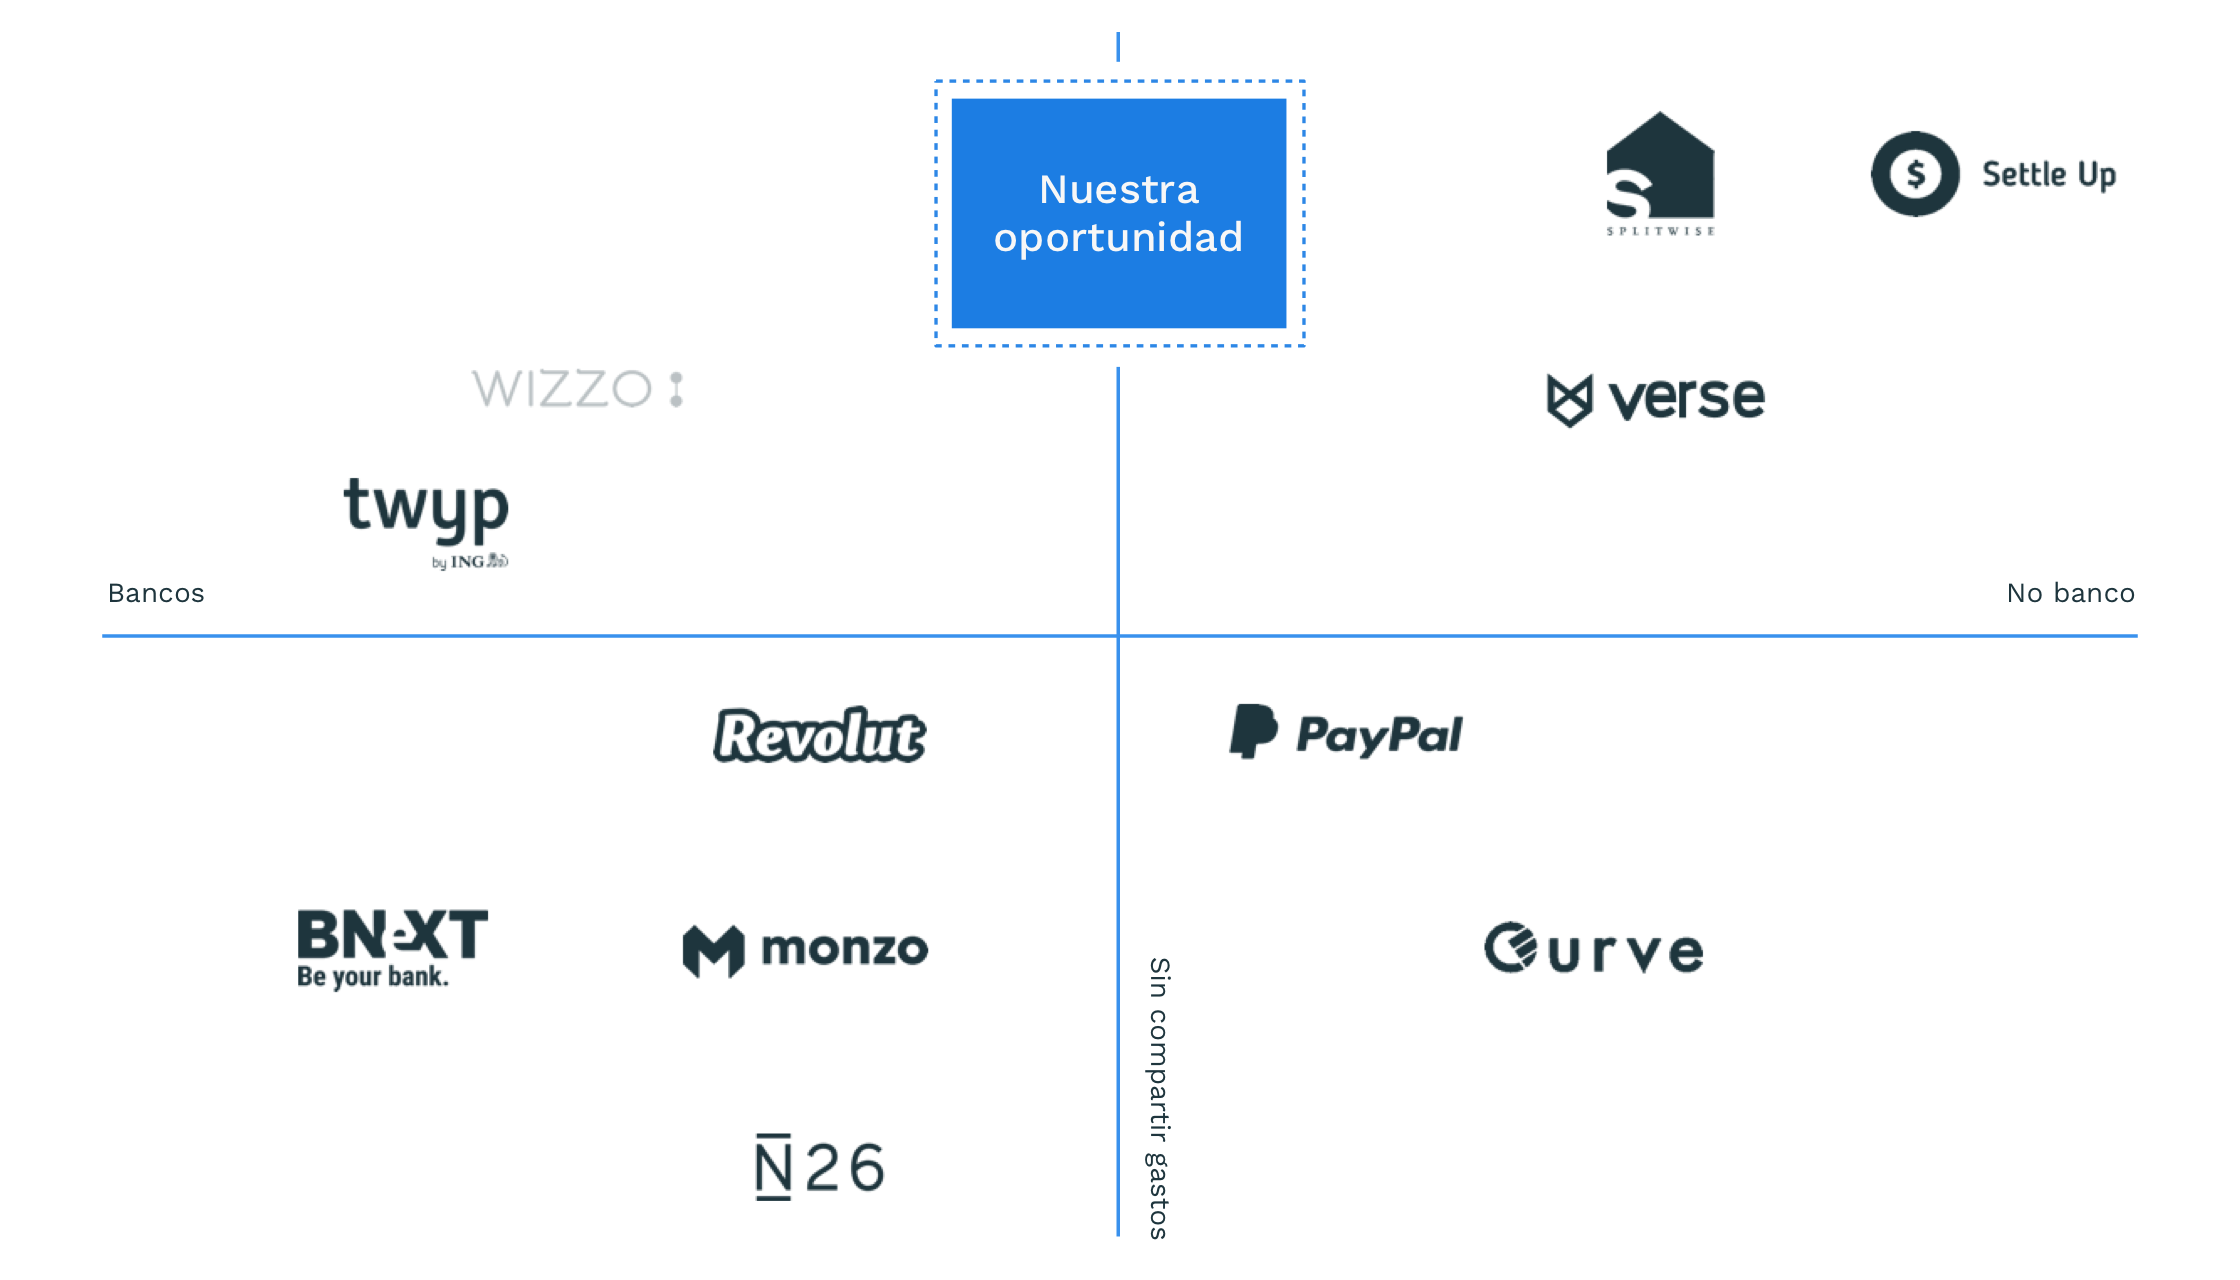 Nuestra
oportunidad
SPLITWISE
$ Settle Up
WIZZO
verse
twyp
by ING
Bancos
No banco
Revolut
PayPal
BNeXT
Be your bank.
monzo
Curve
Sin compartir gastos
N26